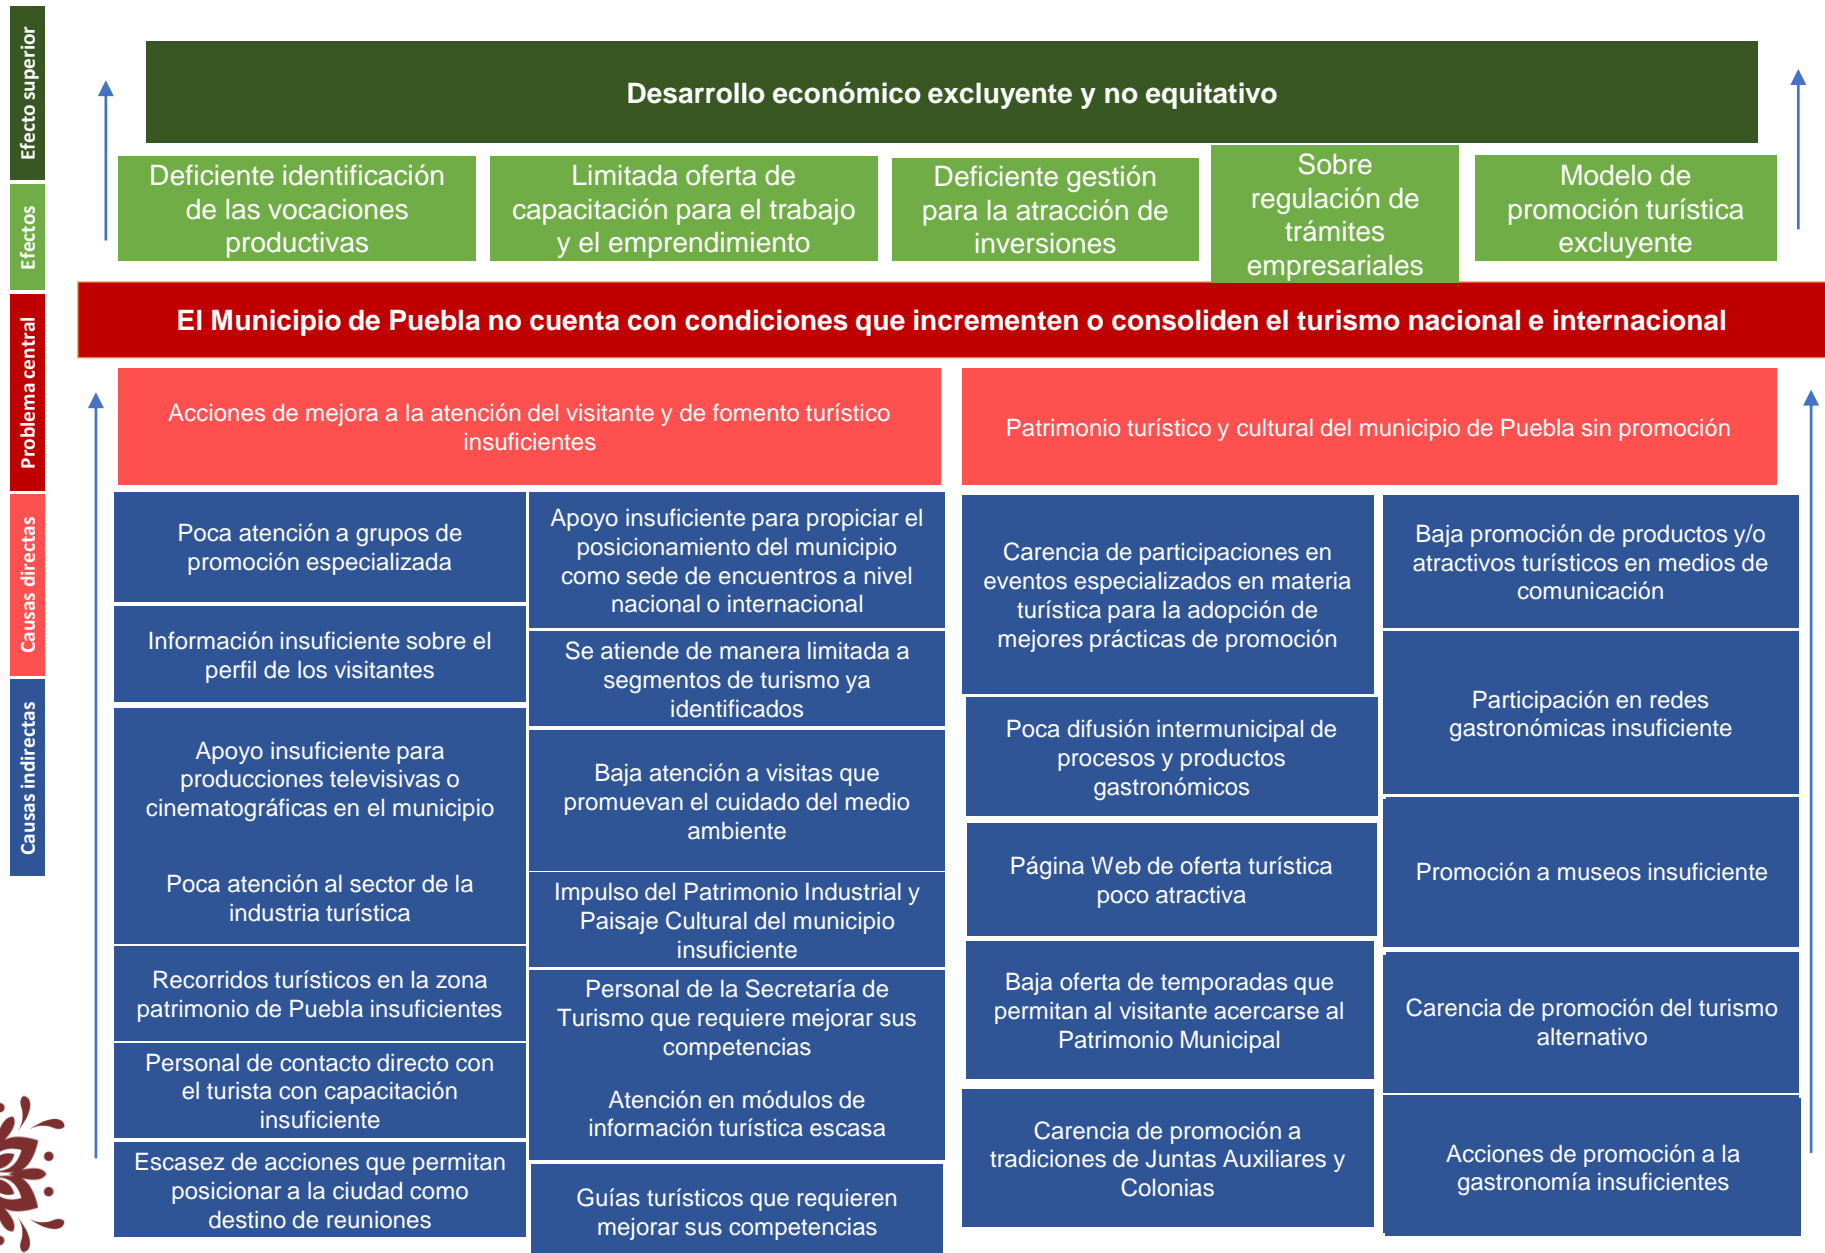 Efecto superior
Desarrollo económico excluyente y no equitativo
Efectos
Deficiente identificación
de las vocaciones
productivas
Limitada oferta de
capacitación para el trabajo
y el emprendimiento
Deficiente gestión
para la atracción de
inversiones
Sobre
regulación de
trámites
empresariales
Modelo de
promoción turística
excluyente
Problema central
El Municipio de Puebla no cuenta con condiciones que incrementen o consoliden el turismo nacional e internacional
Causas directas
Acciones de mejora a la atención del visitante y de fomento turístico
insuficientes
Patrimonio turístico y cultural del municipio de Puebla sin promoción
Causas indirectas
Poca atención a grupos de
promoción especializada
Información insuficiente sobre el
perfil de los visitantes
Apoyo insuficiente para
producciones televisivas o
cinematográficas en el municipio
Poca atención al sector de la
industria turística
Recorridos turísticos en la zona
patrimonio de Puebla insuficientes
Personal de contacto directo con
el turista con capacitación
insuficiente
Escasez de acciones que permitan
posicionar a la ciudad como
destino de reuniones
Apoyo insuficiente para propiciar el
posicionamiento del municipio
como sede de encuentros a nivel
nacional o internacional
Se atiende de manera limitada a
segmentos de turismo ya
identificados
Baja atención a visitas que
promuevan el cuidado del medio
ambiente
Impulso del Patrimonio Industrial y
Paisaje Cultural del municipio
insuficiente
Personal de la Secretaría de
Turismo que requiere mejorar sus
competencias
Atención en módulos de
información turística escasa
Guías turísticos que requieren
mejorar sus competencias
Carencia de participaciones en
eventos especializados en materia
turística para la adopción de
mejores prácticas de promoción
Poca difusión intermunicipal de
procesos y productos
gastronómicos
Página Web de oferta turística
poco atractiva
Baja oferta de temporadas que
permitan al visitante acercarse al
Patrimonio Municipal
Carencia de promoción a
tradiciones de Juntas Auxiliares y
Colonias
Baja promoción de productos y/o
atractivos turísticos en medios de
comunicación
Participación en redes
gastronómicas insuficiente
Promoción a museos insuficiente
Carencia de promoción del turismo
alternativo
Acciones de promoción a la
gastronomía insuficientes